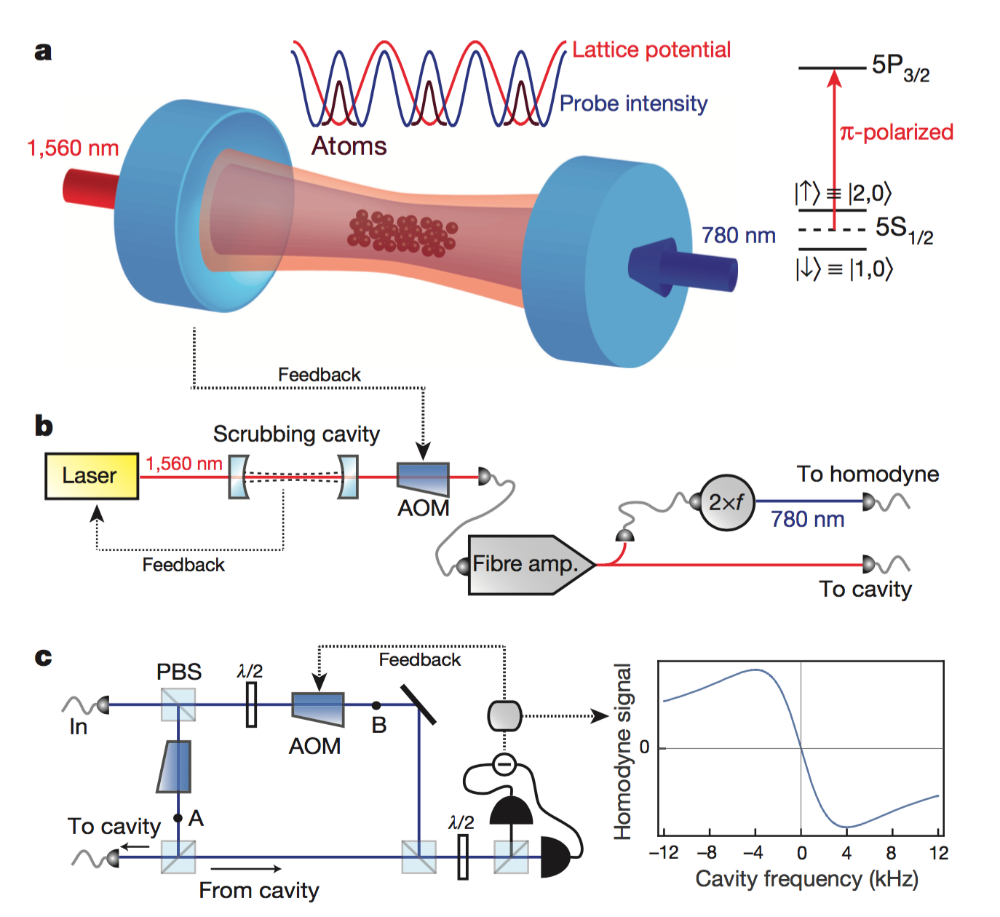 a
Lattice potential
Probe intensity
Atoms
1,560 nm
780 nm
5P3/2
π-polarized
|↑⟩ ≡ |2,0⟩
5S1/2
|↓⟩ ≡ |1,0⟩
Feedback
b
Scrubbing cavity
Laser
1,560 nm
AOM
Feedback
Fibre amp.
2×f
To homodyne
780 nm
To cavity
c
PBS
λ/2
Feedback
In
AOM
B
A
To cavity
From cavity
λ/2
−
Homodyne signal
0
−12 −8 −4 0 4 8 12
Cavity frequency (kHz)